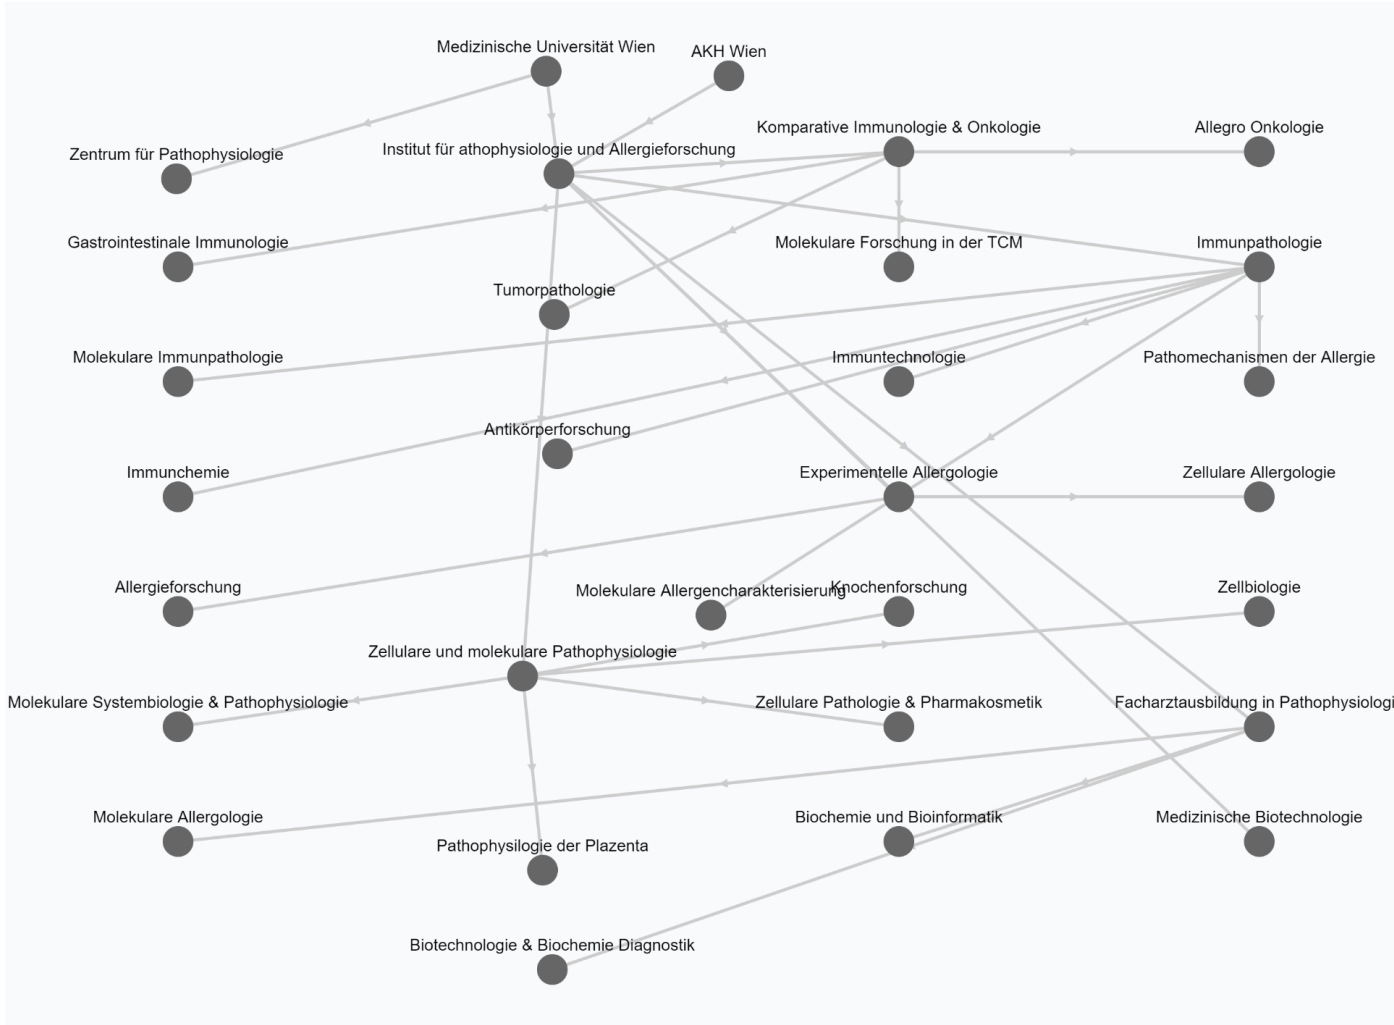 Medizinische Universität Wien
AKH Wien
Komparative Immunologie & Onkologie
Allegro Onkologie
Institut für athophysiologie und Allergieforschung
Zentrum für Pathophysiologie
Gastrointestinale Immunologie
Molekulare Forschung in der TCM
Immunpathologie
Tumorpathologie
Molekulare Immunpathologie
Immuntechnologie
Pathomechanismen der Allergie
Antikörperforschung
Immunchemie
Experimentelle Allergologie
Zellulare Allergologie
Allergieforschung
Molekulare Allergencharakterisierung
Knochenforschung
Zellbiologie
Zellulare und molekulare Pathophysiologie
Molekulare Systembiologie & Pathophysiologie
Zellulare Pathologie & Pharmakosmetik
Facharztausbildung in Pathophysiologi
Molekulare Allergologie
Biochemie und Bioinformatik
Medizinische Biotechnologie
Pathophysilogie der Plazenta
Biotechnologie & Biochemie Diagnostik